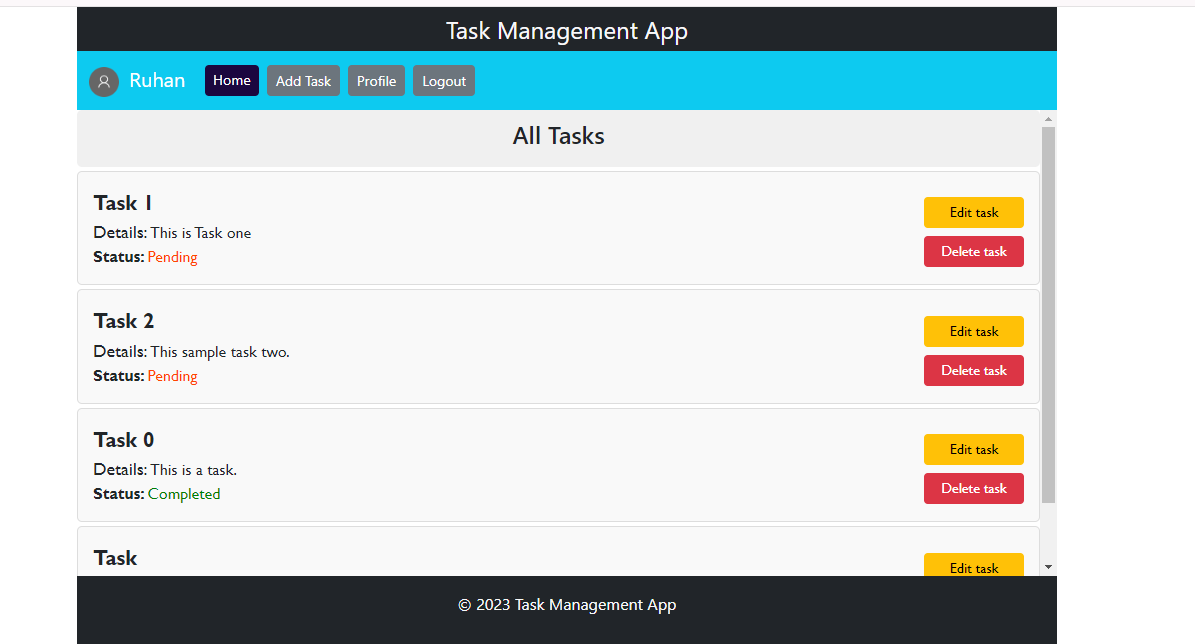 Task Management App
Ruhan Home Add Task Profile Logout
All Tasks
Task 1
Details: This is Task one
Status: Pending
Edit task
Delete task
Task 2
Details: This sample task two.
Status: Pending
Edit task
Delete task
Task 0
Details: This is a task.
Status: Completed
Edit task
Delete task
Task
Edit task
© 2023 Task Management App